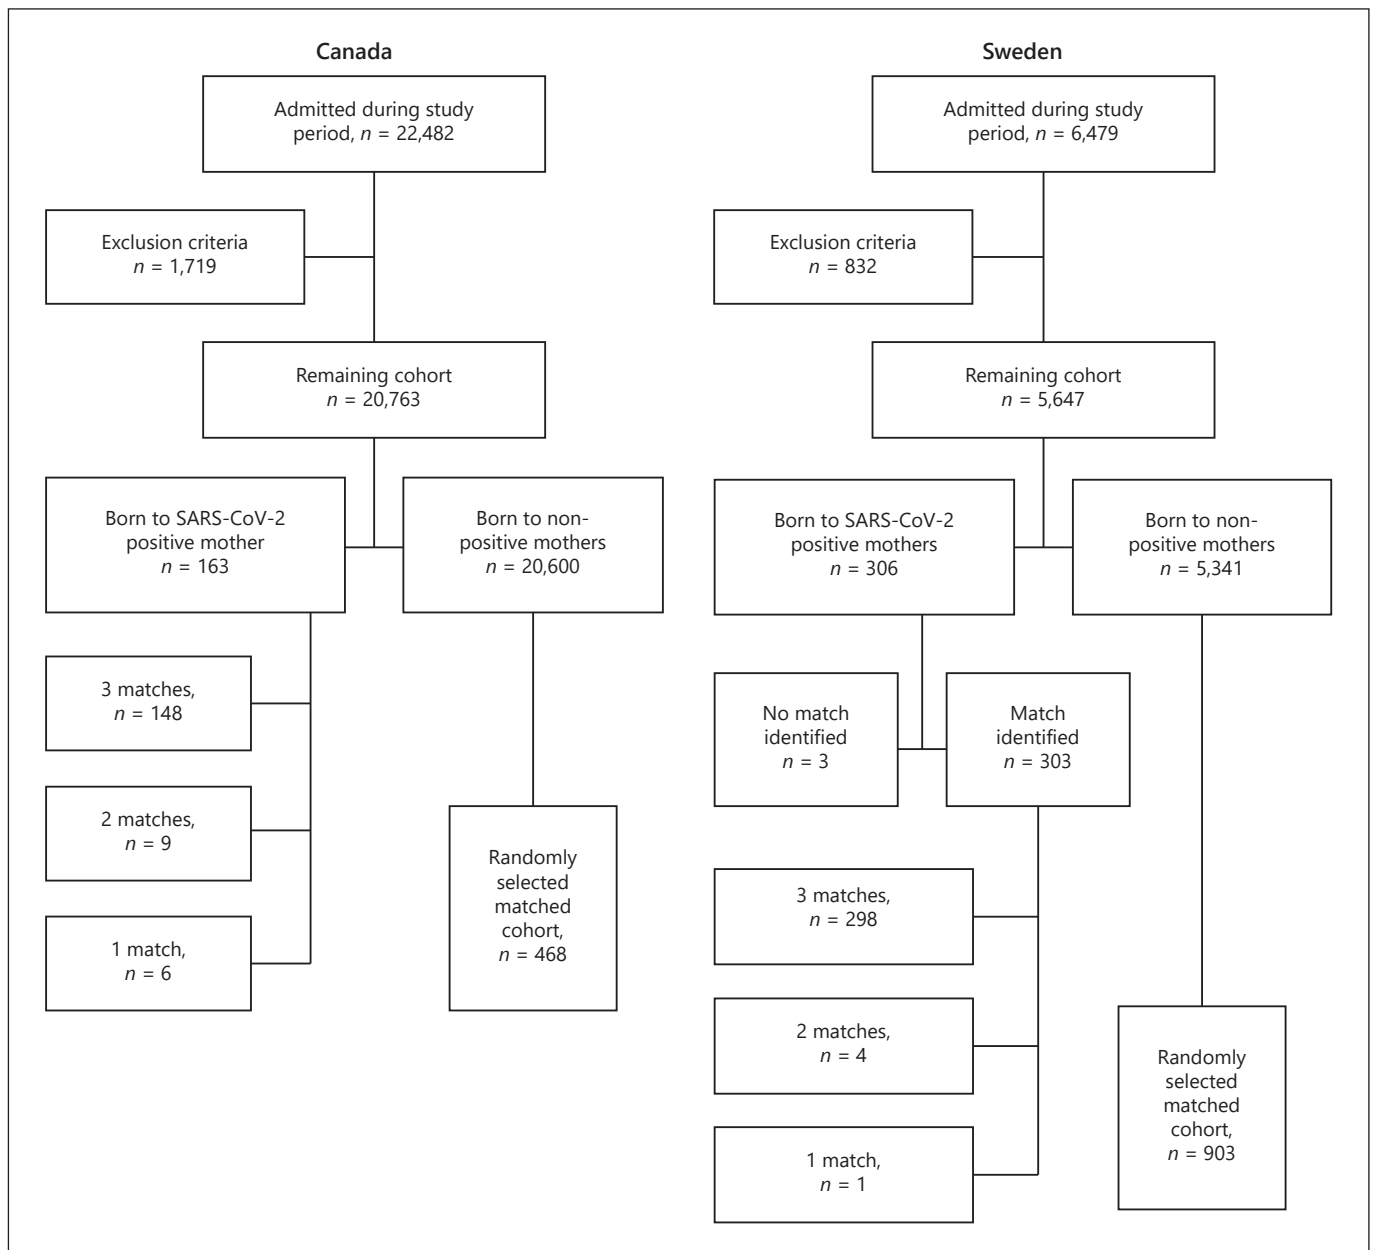 Canada
Admitted during study
period, n = 22,482
Exclusion criteria
n = 1,719
Remaining cohort
n = 20,763
Born to SARS-CoV-2
positive mother
n = 163
Born to non-
positive mothers
n = 20,600
3 matches,
n = 148
2 matches,
n = 9
1 match,
n = 6
Randomly
selected
matched
cohort,
n = 468
Sweden
Admitted during study
period, n = 6,479
Exclusion criteria
n = 832
Remaining cohort
n = 5,647
Born to SARS-CoV-2
positive mothers
n = 306
Born to non-
positive mothers
n = 5,341
No match
identified
n = 3
Match
identified
n = 303
3 matches,
n = 298
2 matches,
n = 4
1 match,
n = 1
Randomly
selected
matched
cohort,
n = 903